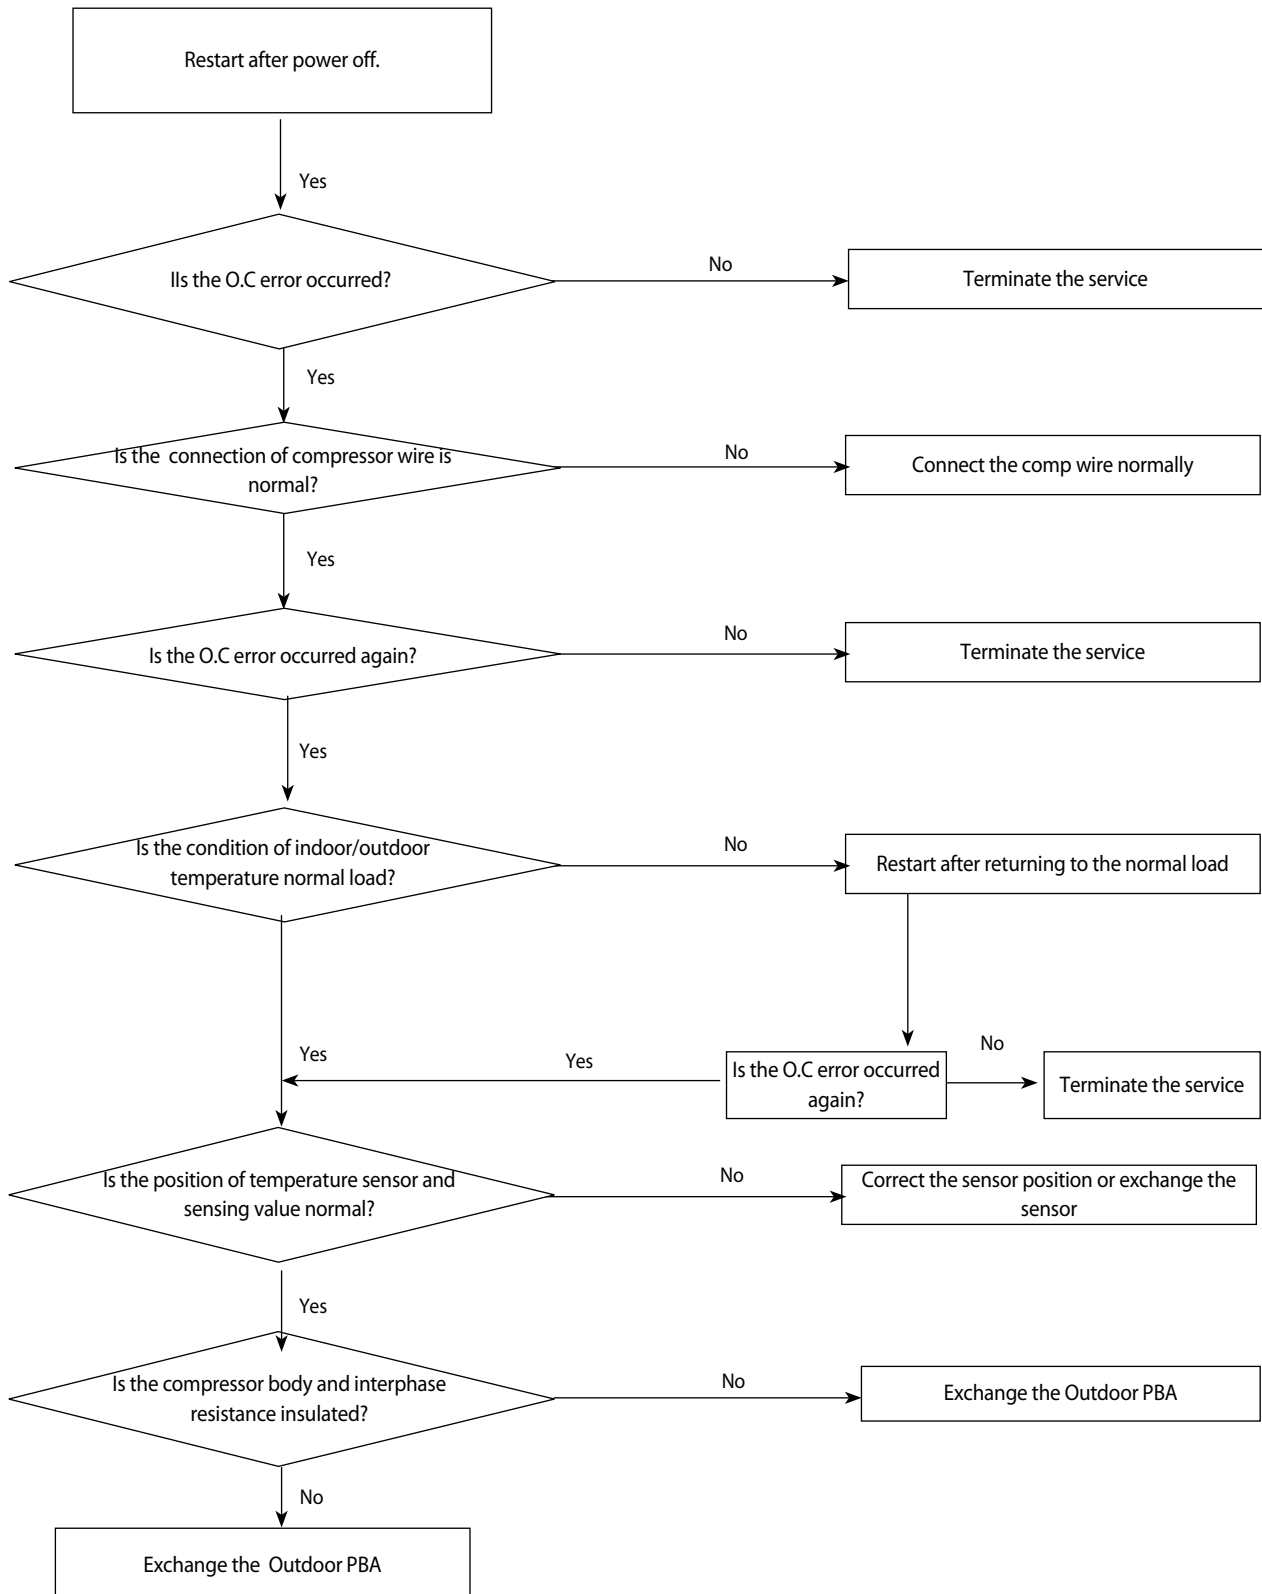 Restart after power off.
Yes
IIs the O.C error occurred?
No
Terminate the service
Yes
Is the  connection of compressor wire is
normal?
No
Connect the comp wire normally
Yes
Is the O.C error occurred again?
No
Terminate the service
Yes
Is the condition of indoor/outdoor
temperature normal load?
No
Restart after returning to the normal load
Yes
Yes
Is the O.C error occurred
again?
No
Terminate the service
Is the position of temperature sensor and
sensing value normal?
No
Correct the sensor position or exchange the
sensor
Yes
Is the compressor body and interphase
resistance insulated?
No
Exchange the Outdoor PBA
No
Exchange the  Outdoor PBA